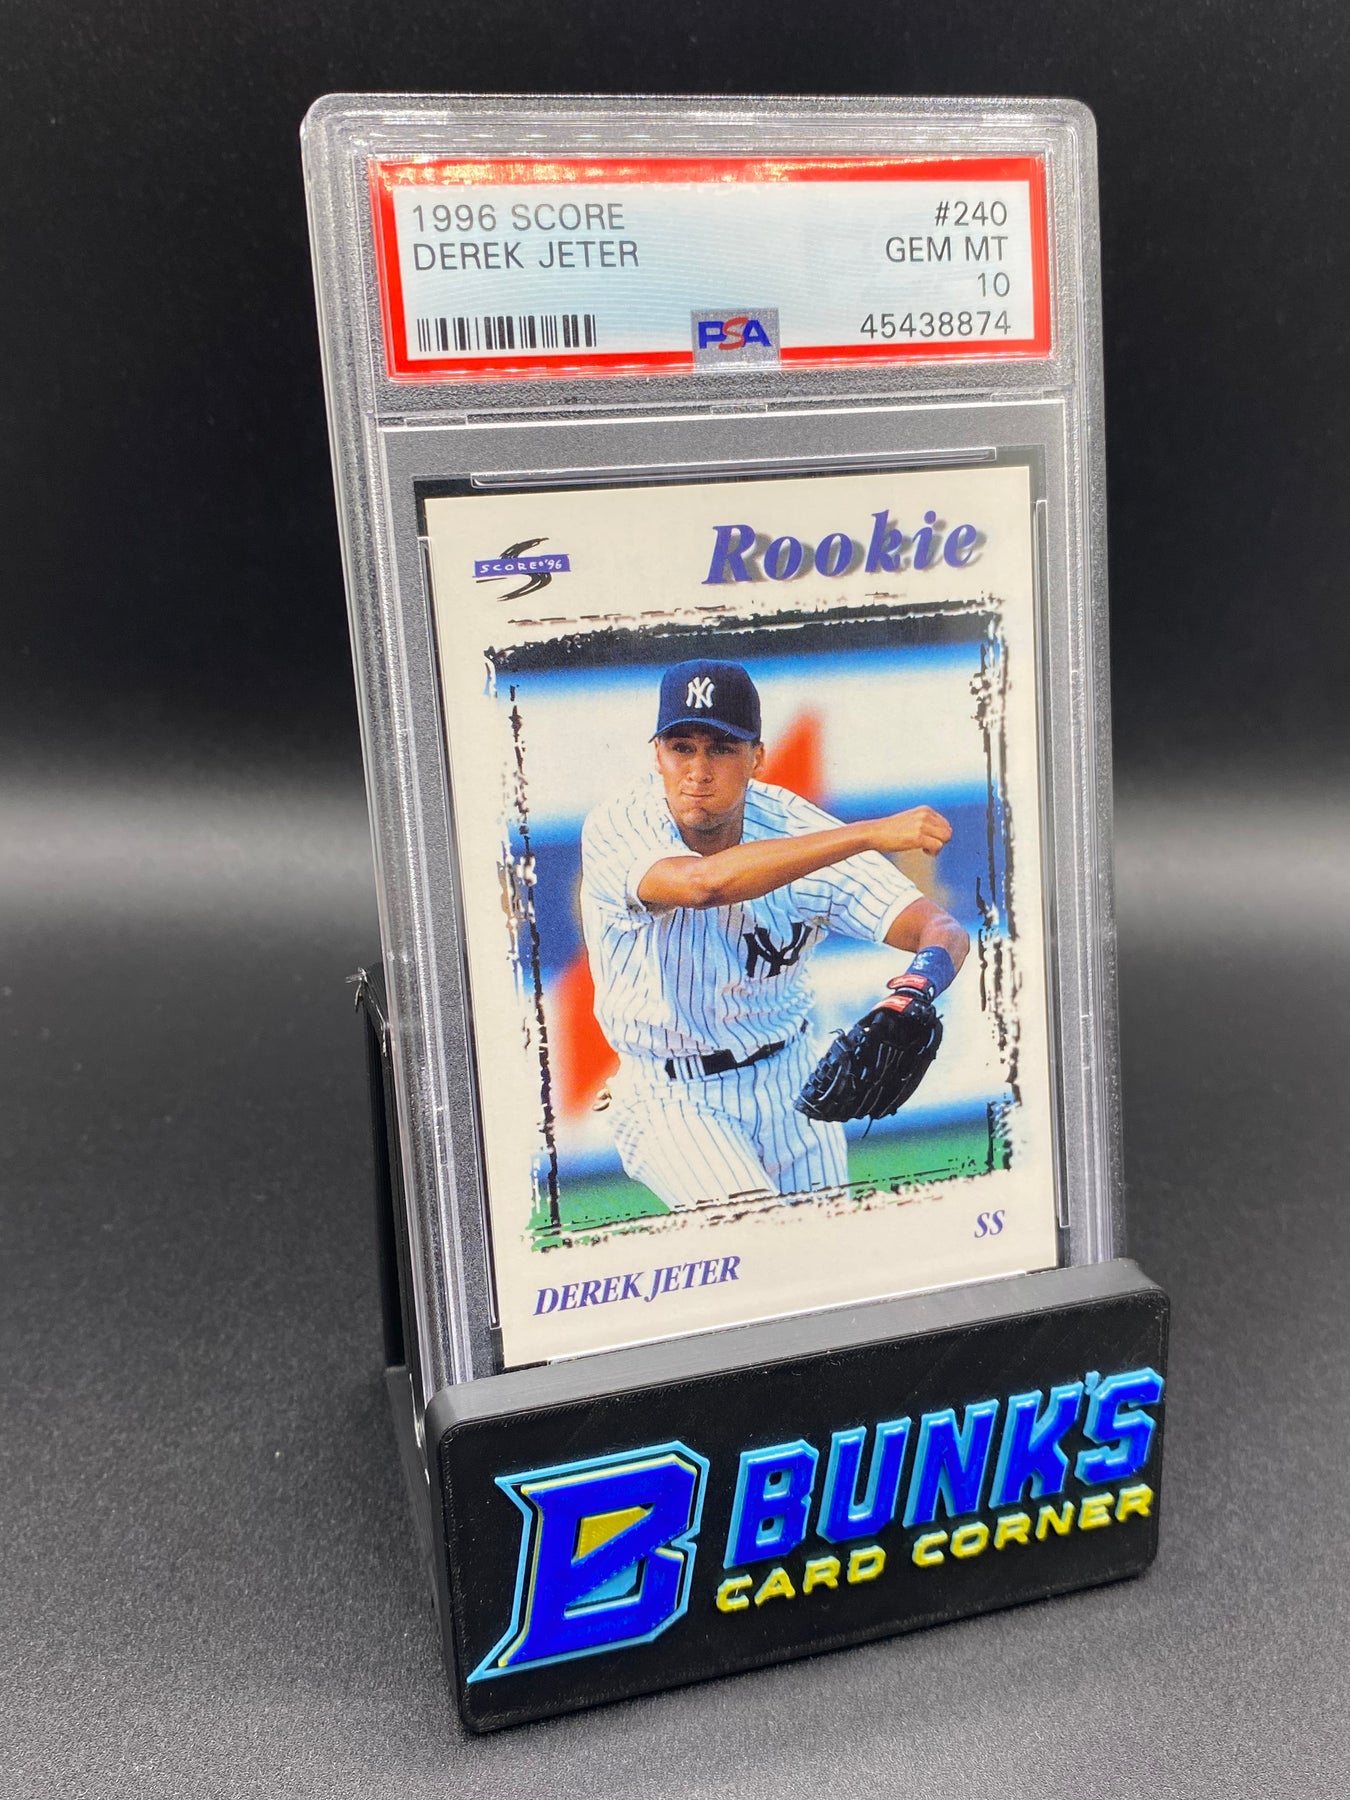 1996 SCORE #240
DEREK JETER GEM MT
10
PSA 45438874
SCORE®'96
Rookie
NY
NY
SS
DEREK JETER
B BUNK'S
CARD CORNER